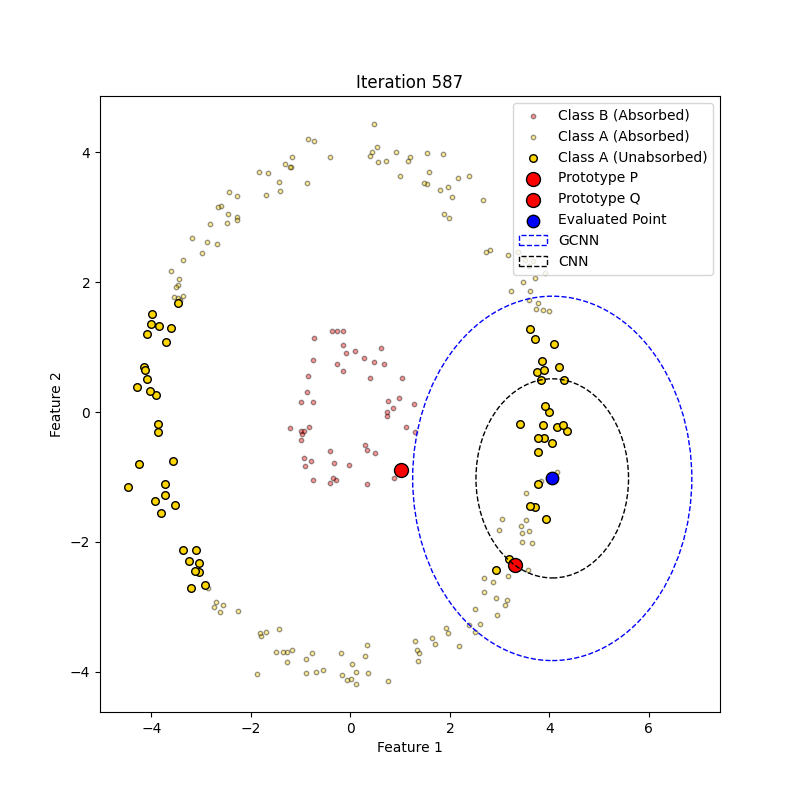 Iteration 587
Class B (Absorbed)
Class A (Absorbed)
Class A (Unabsorbed)
Prototype P
Prototype Q
Evaluated Point
GCNN
CNN
4
2
0
−2
−4
Feature 2
−4 −2 0 2 4 6
Feature 1